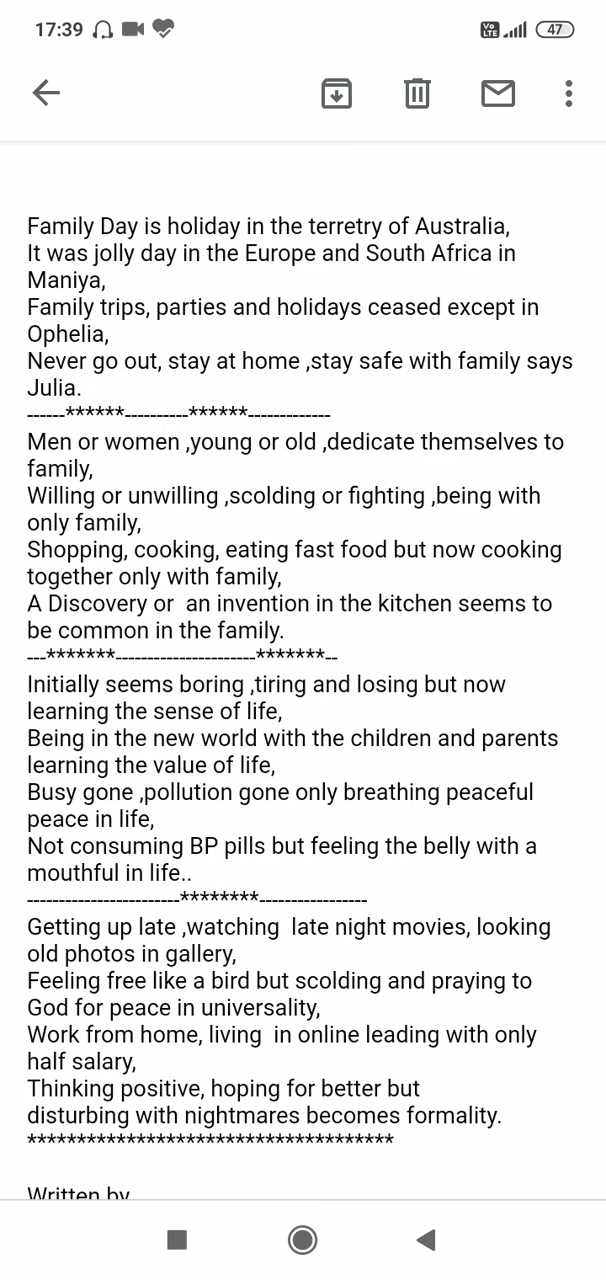 17:39
Vo LTE
47
Family Day is holiday in the terretry of Australia,
It was jolly day in the Europe and South Africa in
Maniya,
Family trips, parties and holidays ceased except in
Ophelia,
Never go out, stay at home ,stay safe with family says
Julia.
------******----------******-------------
Men or women ,young or old ,dedicate themselves to
family,
Willing or unwilling ,scolding or fighting ,being with
only family,
Shopping, cooking, eating fast food but now cooking
together only with family,
A Discovery or  an invention in the kitchen seems to
be common in the family.
---*******----------------------*******--
Initially seems boring ,tiring and losing but now
learning the sense of life,
Being in the new world with the children and parents
learning the value of life,
Busy gone ,pollution gone only breathing peaceful
peace in life,
Not consuming BP pills but feeling the belly with a
mouthful in life..
------------------------********-----------------
Getting up late ,watching  late night movies, looking
old photos in gallery,
Feeling free like a bird but scolding and praying to
God for peace in universality,
Work from home, living  in online leading with only
half salary,
Thinking positive, hoping for better but
disturbing with nightmares becomes formality.
*************************************
Written by